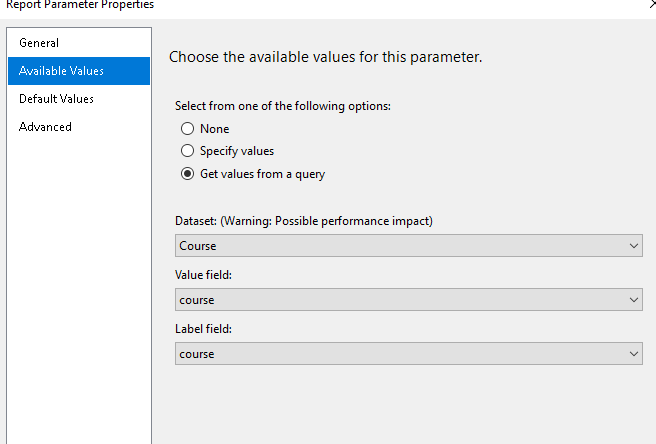 Report Parameter Properties
General
Available Values
Default Values
Advanced
Choose the available values for this parameter.
Select from one of the following options:
None
Specify values
Get values from a query
Dataset: (Warning: Possible performance impact)
Course
Value field:
course
Label field:
course